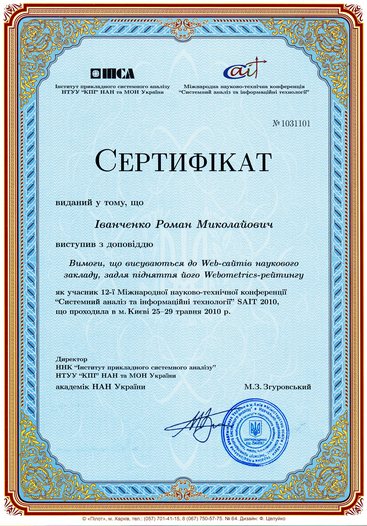 ІПСА
Інститут прикладного системного аналізу
НТУУ "КПІ" НАН та МОН України
САІТ
Міжнародна науково-технічна конференція
"Системний аналіз та інформаційні технології"
№ 1031101
СЕРТИФІКАТ
виданий у тому, що
Іванченко Роман Миколайович
виступив з доповіддю
Вимоги, що висуваються до Web-сайтів наукового
закладу, задля підняття його Webometrics-рейтингу
як учасник 12-ї Міжнародної науково-технічної конференції
"Системний аналіз та інформаційні технології" SAIT 2010,
що проходила в м. Києві 25–29 травня 2010 р.
Директор
ННК "Інститут прикладного системного аналізу"
НТУУ "КПІ" НАН та МОН України
академік НАН України
М.З. Згуровський
© «Пілот», м. Харків, тел.: (057) 701-41-15, 8 (067) 750-57-75. № 64. Дизайн: Ф. Цапуйко